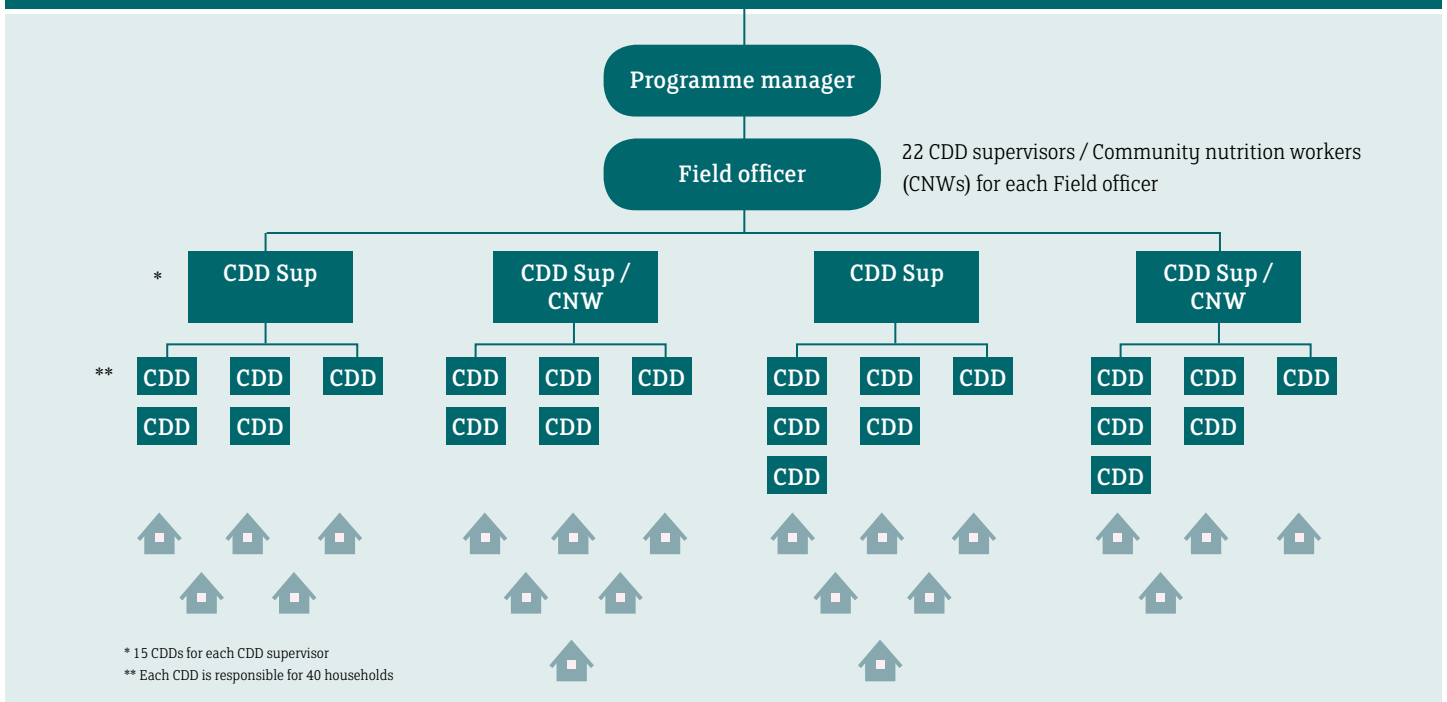 Programme manager
Field officer
22 CDD supervisors / Community nutrition workers
(CNWs) for each Field officer
*
CDD Sup
CDD Sup /
CNW
CDD Sup
CDD Sup /
CNW
**
CDD CDD CDD
CDD CDD
CDD CDD CDD
CDD CDD
CDD CDD CDD
CDD CDD
CDD
CDD CDD CDD
CDD CDD
CDD
* 15 CDDs for each CDD supervisor
** Each CDD is responsible for 40 households